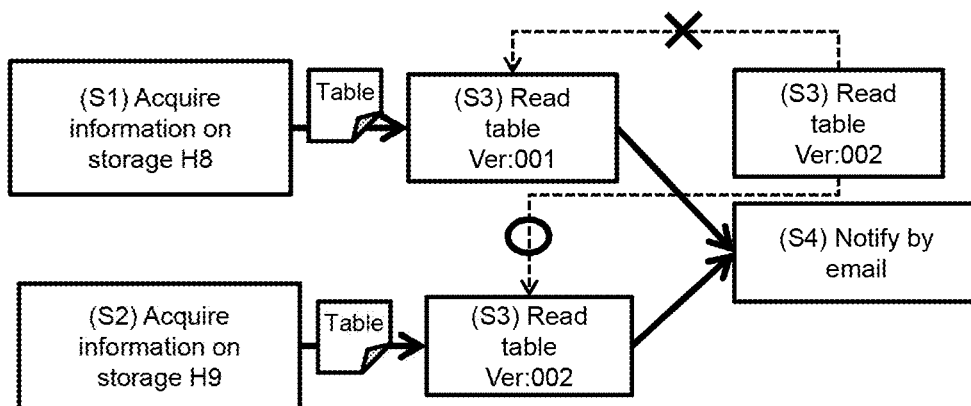 (S1) Acquire
information on
storage H8
Table
(S3) Read
table
Ver:001
(S3) Read
table
Ver:002
(S4) Notify by
email
(S2) Acquire
information on
storage H9
Table
(S3) Read
table
Ver:002